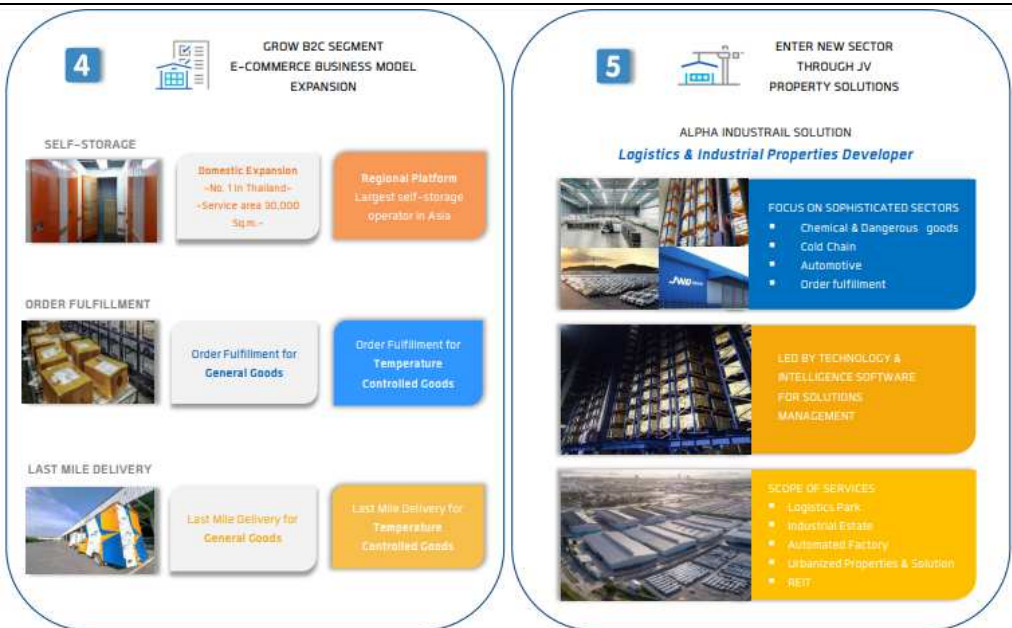 4
GROW B2C SEGMENT
E-COMMERCE BUSINESS MODEL
EXPANSION
SELF-STORAGE
Domestic Expansion
-No. 1 in Thailand-
-Service area 30,000
Sq.m.-
Regional Platform
Largest self-storage
operator in Asia
ORDER FULFILLMENT
Order Fulfillment for
General Goods
Order Fulfillment for
Temperature
Controlled Goods
LAST MILE DELIVERY
Last Mile Delivery for
General Goods
Last Mile Delivery for
Temperature
Controlled Goods
5
ENTER NEW SECTOR
THROUGH JV
PROPERTY SOLUTIONS
ALPHA INDUSTRAIL SOLUTION
Logistics & Industrial Properties Developer
JWD
FOCUS ON SOPHISTICATED SECTORS
▪ Chemical & Dangerous goods
▪ Cold Chain
▪ Automotive
▪ Order fulfillment
LED BY TECHNOLOGY &
INTELLIGENCE SOFTWARE
FOR SOLUTIONS
MANAGEMENT
SCOPE OF SERVICES
▪ Logistics Park
▪ Industrial Estate
▪ Automated Factory
▪ Urbanized Properties & Solution
▪ REIT